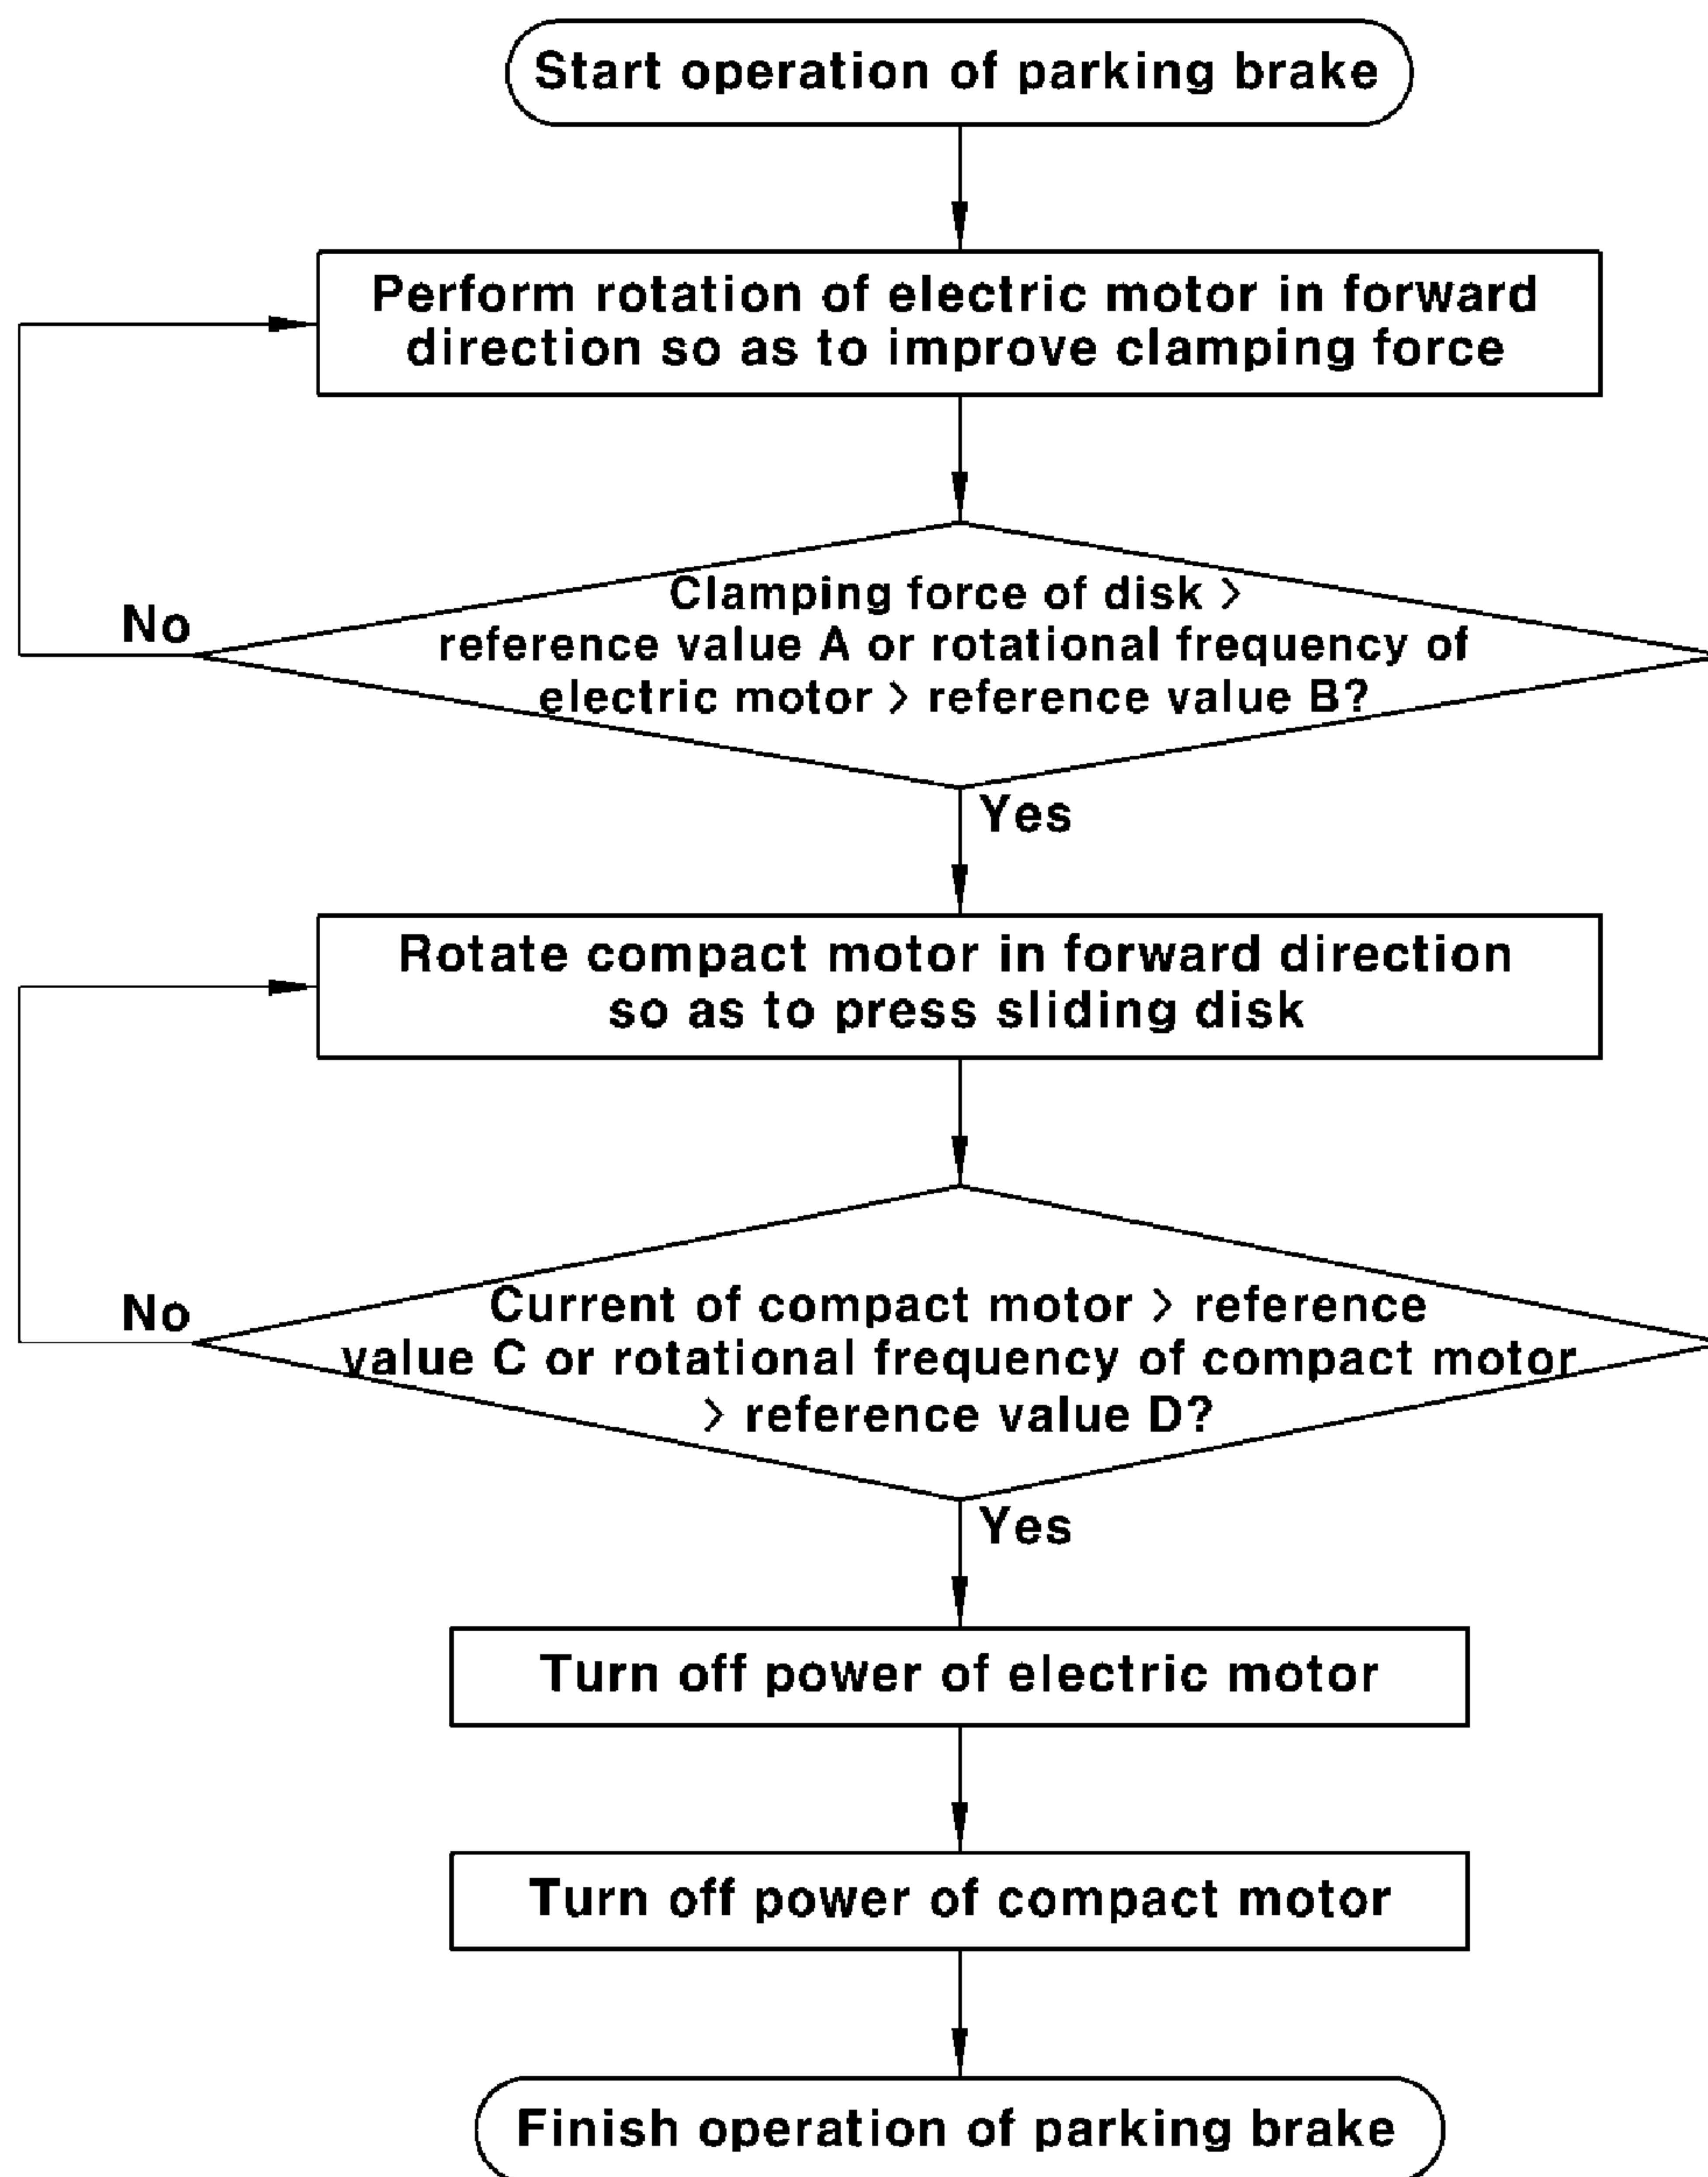 Start operation of parking brake
Perform rotation of electric motor in forward
direction so as to improve clamping force
Clamping force of disk >
reference value A or rotational frequency of
electric motor > reference value B?
No
Yes
Rotate compact motor in forward direction
so as to press sliding disk
Current of compact motor > reference
value C or rotational frequency of compact motor
> reference value D?
No
Yes
Turn off power of electric motor
Turn off power of compact motor
Finish operation of parking brake